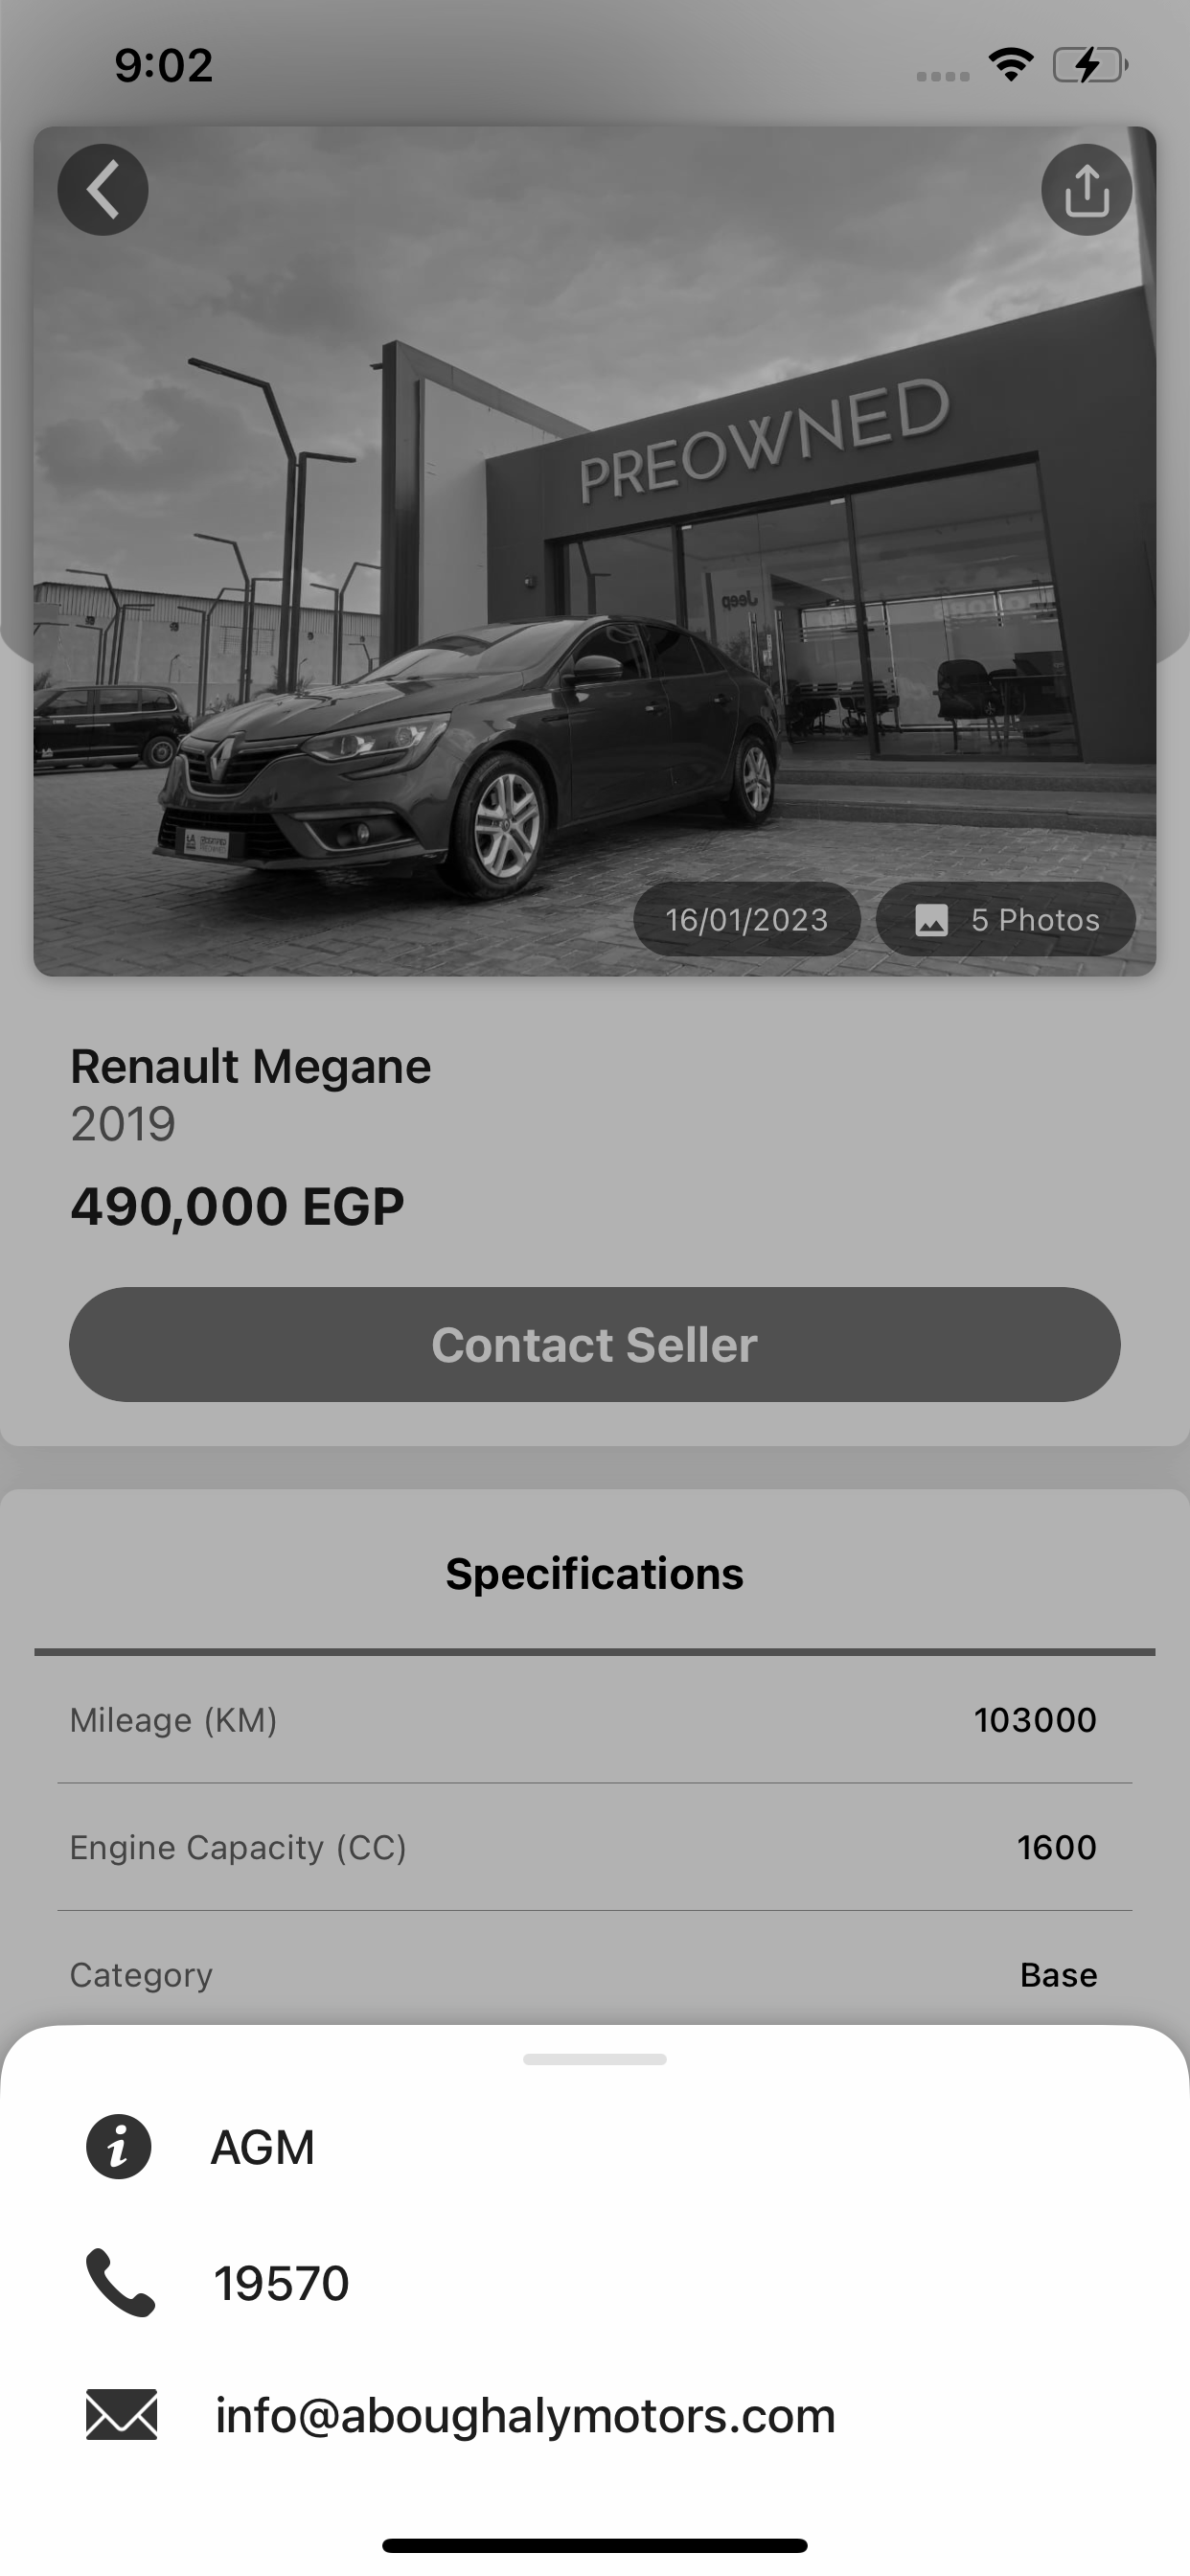 9:02
PREOWNED
Jeep
16/01/2023
5 Photos
Renault Megane
2019
490,000 EGP
Contact Seller
Specifications
Mileage (KM) 103000
Engine Capacity (CC) 1600
Category Base
AGM
19570
info@aboughalymotors.com